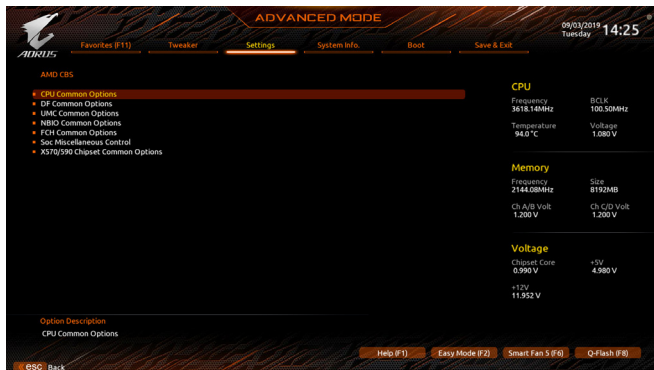 ADVANCED MODE
09/03/2019 Tuesday 14:25
AORUS
Favorites (F11) Tweaker Settings System Info. Boot Save & Exit
AMD CBS
CPU Common Options
DF Common Options
UMC Common Options
NBIO Common Options
FCH Common Options
Soc Miscellaneous Control
X570/590 Chipset Common Options
CPU
Frequency BCLK
3618.14MHz 100.50MHz
Temperature Voltage
94.0 °C 1.080 V
Memory
Frequency Size
2144.08MHz 8192MB
Ch A/B Volt Ch C/D Volt
1.200 V 1.200 V
Voltage
Chipset Core +5V
0.990 V 4.980 V
+12V
11.952 V
Option Description
CPU Common Options
Help (F1) Easy Mode (F2) Smart Fan 5 (F6) Q-Flash (F8)
esc Back